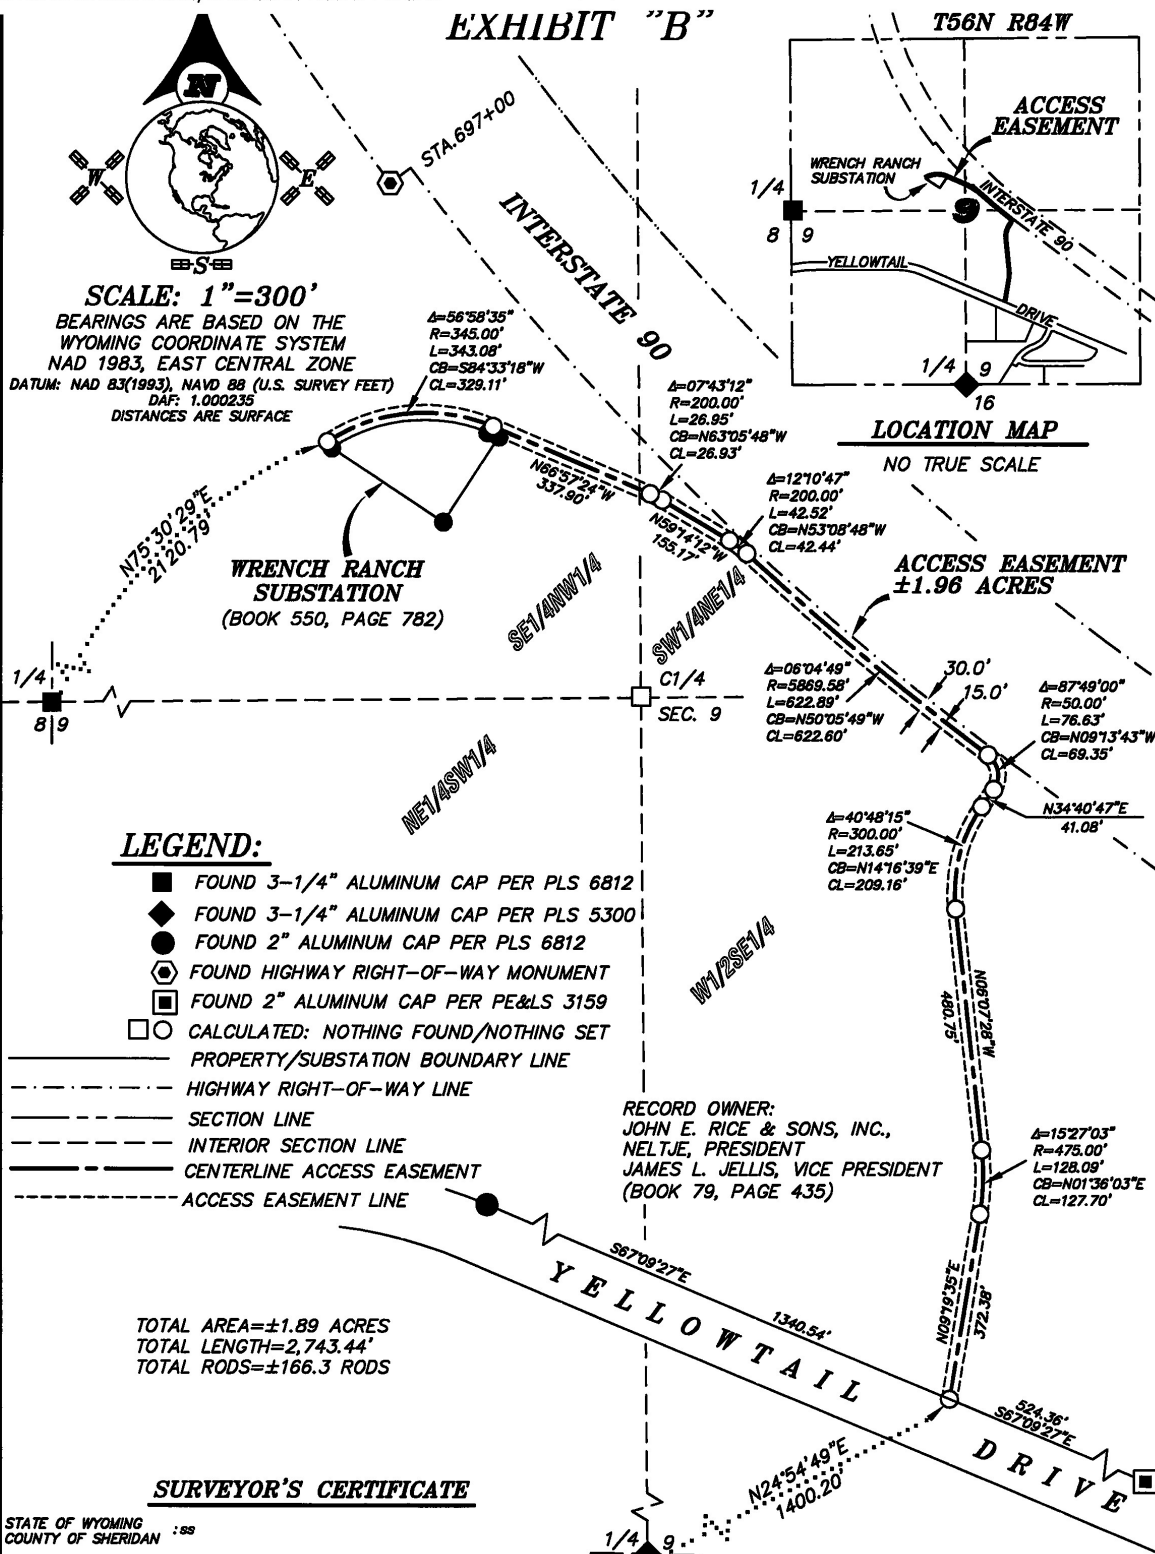 EXHIBIT "B"
T56N R84W
N
W
E
S
STA.697+00
INTERSTATE 90
ACCESS
EASEMENT
WRENCH RANCH
SUBSTATION
1/4
8 9
9
INTERSTATE 90
YELLOWTAIL
DRIVE
1/4 9
16
LOCATION MAP
NO TRUE SCALE
SCALE: 1"=300'
BEARINGS ARE BASED ON THE
WYOMING COORDINATE SYSTEM
NAD 1983, EAST CENTRAL ZONE
DATUM: NAD 83(1993), NAVD 88 (U.S. SURVEY FEET)
DAF: 1.000235
DISTANCES ARE SURFACE
Δ=56°58'35"
R=345.00'
L=343.08'
CB=S84°33'18"W
CL=329.11'
Δ=07°43'12"
R=200.00'
L=26.95'
CB=N63°05'48"W
CL=26.93'
Δ=12°10'47"
R=200.00'
L=42.52'
CB=N53°08'48"W
CL=42.44'
N66°57'24"W
337.90'
N59°14'12"W
155.17'
N75°30'29"E
2120.79'
WRENCH RANCH
SUBSTATION
(BOOK 550, PAGE 782)
SE1/4NW1/4
SW1/4NE1/4
ACCESS EASEMENT
±1.96 ACRES
1/4
8 9
C1/4
SEC. 9
Δ=06°04'49"
R=5869.58'
L=622.89'
CB=N50°05'49"W
CL=622.60'
30.0'
15.0'
Δ=87°49'00"
R=50.00'
L=76.63'
CB=N09°13'43"W
CL=69.35'
N34°40'47"E
41.08'
NE1/4SW1/4
Δ=40°48'15"
R=300.00'
L=213.65'
CB=N14°16'39"E
CL=209.16'
W1/2SE1/4
N06°07'28"W
480.75'
LEGEND:
FOUND 3-1/4" ALUMINUM CAP PER PLS 6812
FOUND 3-1/4" ALUMINUM CAP PER PLS 5300
FOUND 2" ALUMINUM CAP PER PLS 6812
FOUND HIGHWAY RIGHT-OF-WAY MONUMENT
FOUND 2" ALUMINUM CAP PER PE&LS 3159
CALCULATED: NOTHING FOUND/NOTHING SET
PROPERTY/SUBSTATION BOUNDARY LINE
HIGHWAY RIGHT-OF-WAY LINE
SECTION LINE
INTERIOR SECTION LINE
CENTERLINE ACCESS EASEMENT
ACCESS EASEMENT LINE
RECORD OWNER:
JOHN E. RICE & SONS, INC.,
NELTJE, PRESIDENT
JAMES L. JELLIS, VICE PRESIDENT
(BOOK 79, PAGE 435)
Δ=15°27'03"
R=475.00'
L=128.09'
CB=N01°36'03"E
CL=127.70'
S67°09'27"E
1340.54'
YELLOWTAIL DRIVE
N09°19'35"E
372.38'
524.36'
S67°09'27"E
N24°54'49"E
1400.20'
TOTAL AREA=±1.89 ACRES
TOTAL LENGTH=2,743.44'
TOTAL RODS=±166.3 RODS
SURVEYOR'S CERTIFICATE
STATE OF WYOMING
:ss
COUNTY OF SHERIDAN
1/4 9